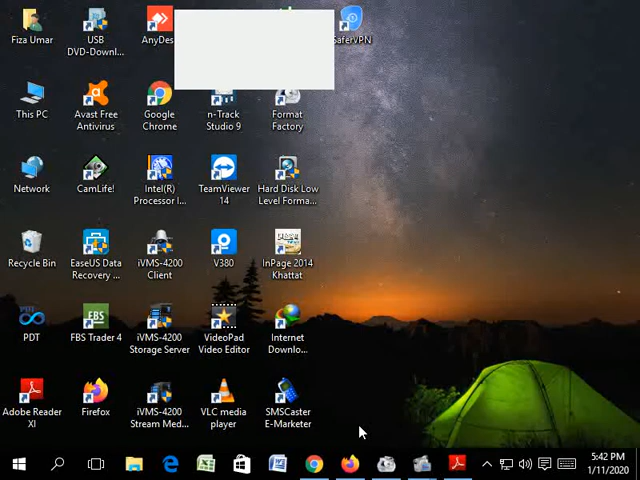 Fiza Umar
USB
DVD-Downl...
AnyDes
This PC
Avast Free
Antivirus
Google
Chrome
n-Track
Studio 9
Format
Factory
Network
CamLife!
Intel(R)
Processor I...
TeamViewer
14
Hard Disk Low
Level Forma...
Recycle Bin
EaseUS Data
Recovery ...
iVMS-4200
Client
V380
InPage 2014
Khattat
PDT
FBS Trader 4
iVMS-4200
Storage Server
VideoPad
Video Editor
Internet
Downlo...
Adobe Reader
XI
Firefox
iVMS-4200
Stream Med...
VLC media
player
SMSCaster
E-Marketer
5:42 PM
1/11/2020